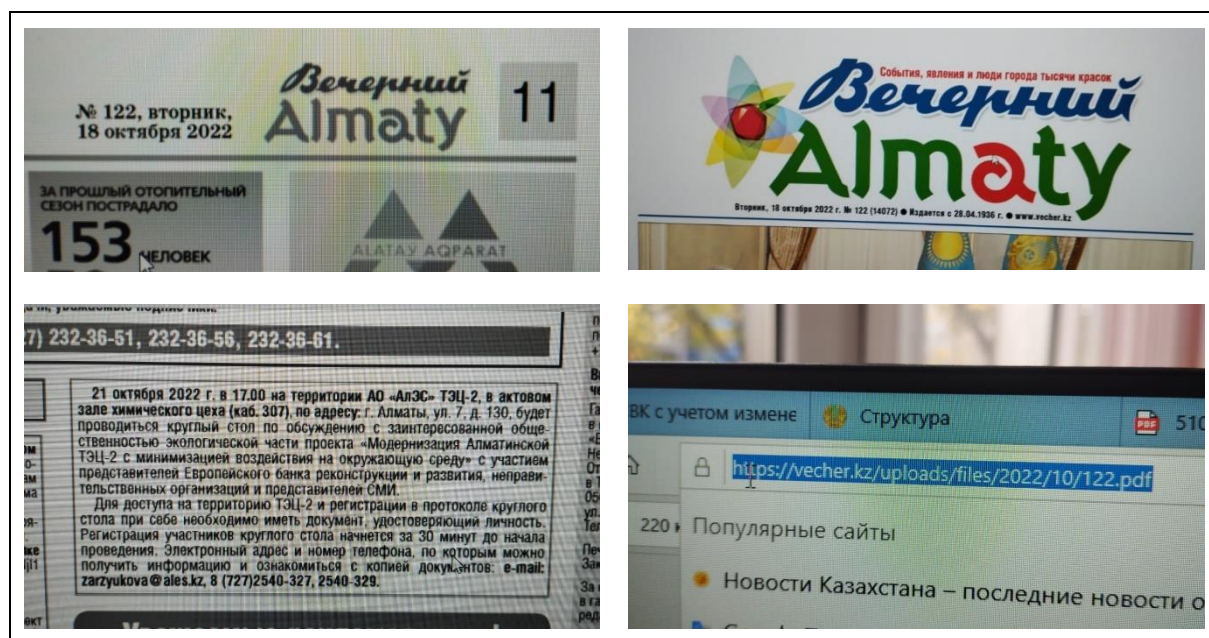 № 122, вторник,
18 октября 2022
Вечерний
Almaty
11
ЗА ПРОШЛЫЙ ОТОПИТЕЛЬНЫЙ
СЕЗОН ПОСТРАДАЛО
153 ЧЕЛОВЕК
ALATAY AQPARAT
События, явления и люди города тысячи красок
Вечерний
Almaty
Вторник, 18 октября 2022 г. № 122 (14072) ● Издается с 28.04.1936 г. ● www.vecher.kz
7) 232-36-51, 232-36-56, 232-36-61.
21 октября 2022 г. в 17.00 на территории АО «АлЭС» ТЭЦ-2, в актовом
зале химического цеха (каб. 307), по адресу: г. Алматы, ул. 7, д. 130, будет
проводиться круглый стол по обсуждению с заинтересованной обще-
ственностью экологической части проекта «Модернизация Алматинской
ТЭЦ-2 с минимизацией воздействия на окружающую среду» с участием
представителей Европейского банка реконструкции и развития, неправи-
тельственных организаций и представителей СМИ.
Для доступа на территорию ТЭЦ-2 и регистрации в протоколе круглого
стола при себе необходимо иметь документ, удостоверяющий личность.
Регистрация участников круглого стола начнется за 30 минут до начала
проведения. Электронный адрес и номер телефона, по которым можно
получить информацию и ознакомиться с копией документов: e-mail:
zarzyukova@ales.kz, 8 (727)2540-327, 2540-329.
ВК с учетом измене
Структура
PDF
510
https://vecher.kz/uploads/files/2022/10/122.pdf
220
Популярные сайты
Новости Казахстана – последние новости о